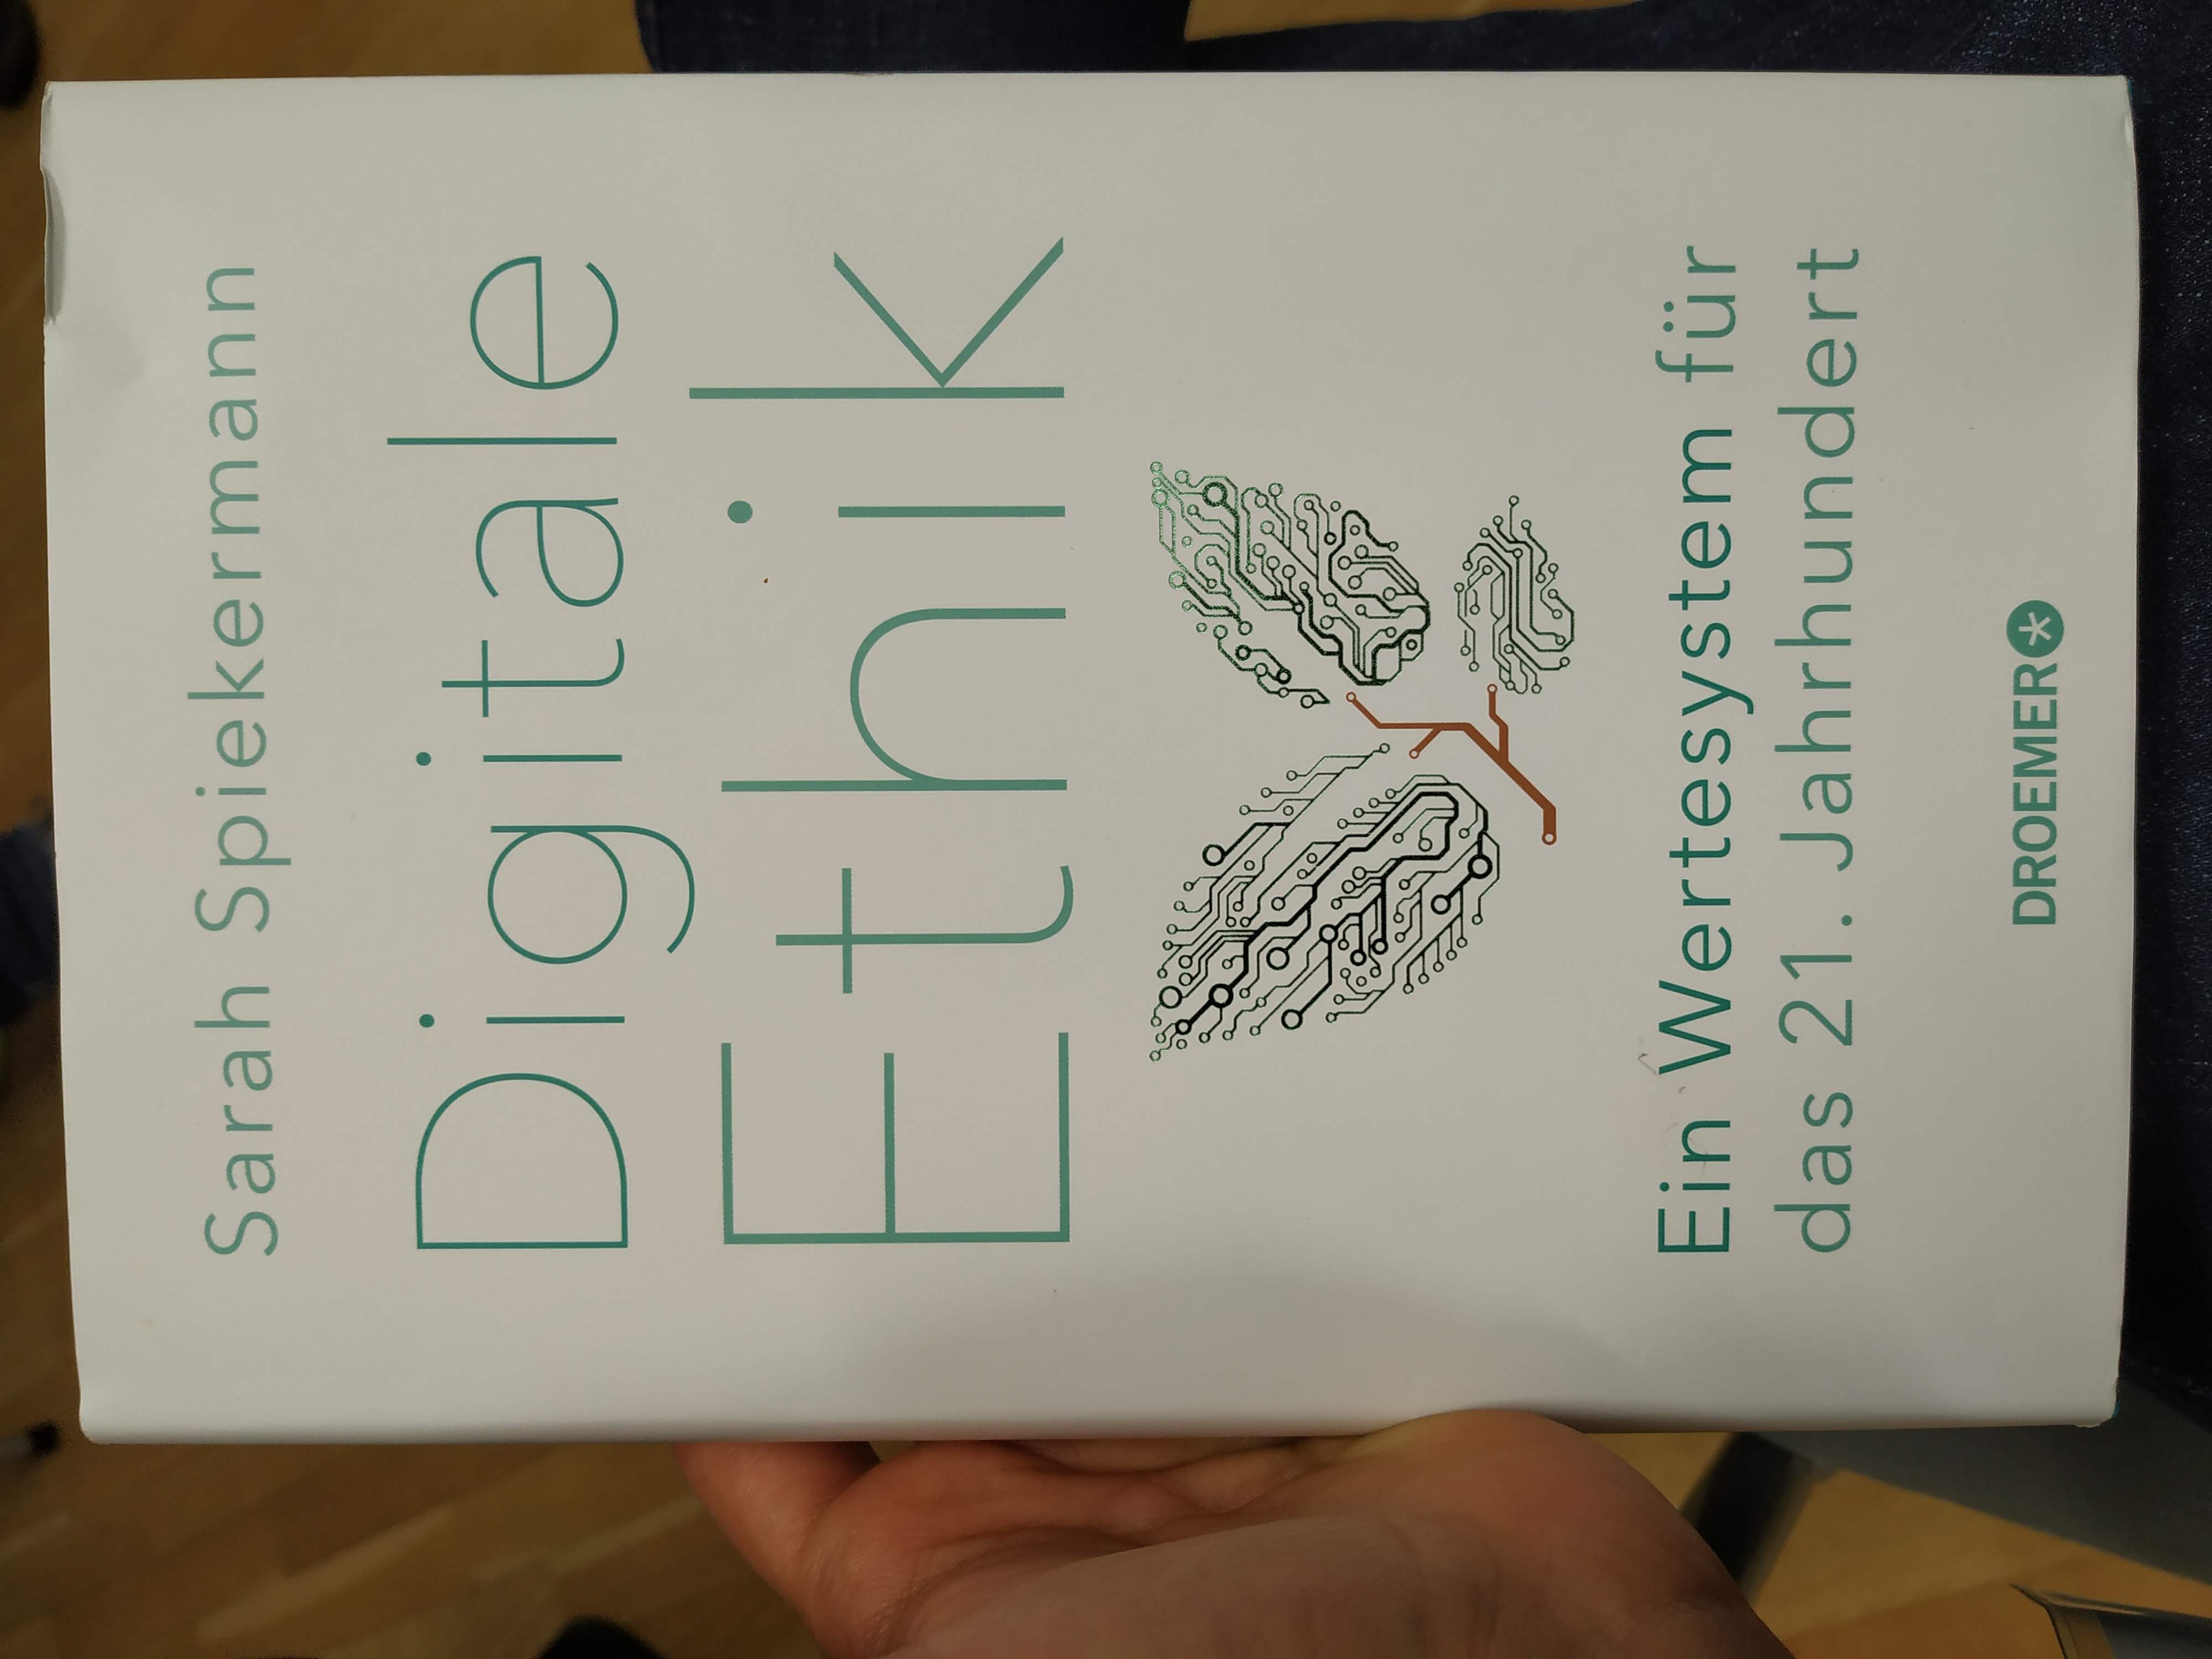 Sarah Spiekermann
Digitale
Ethik
Ein Wertesystem für
das 21. Jahrhundert
DROEMER